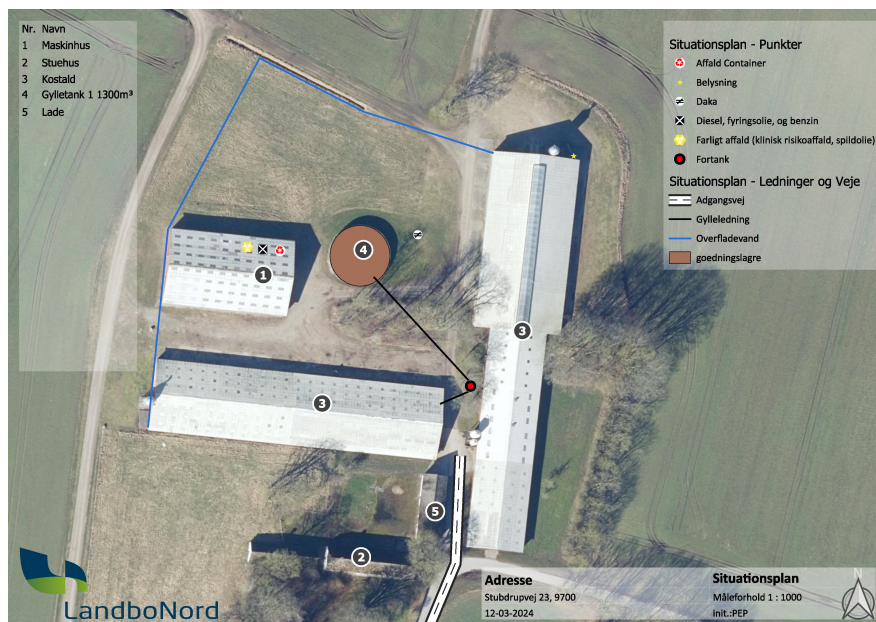 Nr. Navn
1 Maskinhus
2 Stuehus
3 Kostald
4 Gylletank 1 1300m³
5 Lade
Situationsplan - Punkter
Affald Container
Belysning
Daka
Diesel, fyringsolie, og benzin
Farligt affald (klinisk risikoaffald, spildolie)
Fortank
Situationsplan - Ledninger og Veje
Adgangsvej
Gylleledning
Overfladevand
goedningslagre
4
1
3
3
5
2
LandboNord
Adresse
Stubdrupvej 23, 9700
12-03-2024
Situationsplan
Måleforhold 1 : 1000
init.:PEP
N